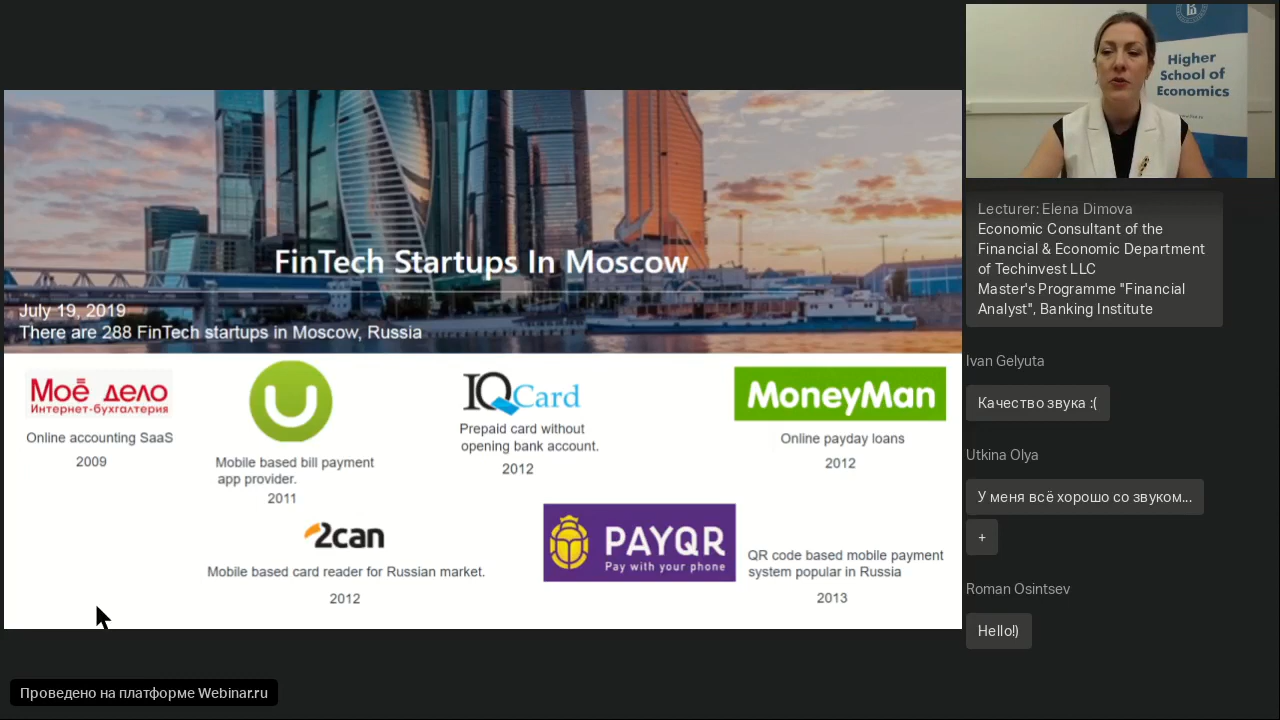 FinTech Startups In Moscow
July 19, 2019
There are 288 FinTech startups in Moscow, Russia
Моё дело
Интернет-бухгалтерия
Online accounting SaaS
2009
Mobile based bill payment
app provider.
2011
IQCard
Prepaid card without
opening bank account.
2012
MoneyMan
Online payday loans
2012
2can
Mobile based card reader for Russian market.
2012
PAYQR
Pay with your phone
QR code based mobile payment
system popular in Russia
2013
Проведено на платформе Webinar.ru
Higher
School of
Economics
Lecturer: Elena Dimova
Economic Consultant of the
Financial & Economic Department
of Techinvest LLC
Master's Programme "Financial
Analyst", Banking Institute
Ivan Gelyuta
Качество звука :(
Utkina Olya
У меня всё хорошо со звуком...
+
Roman Osintsev
Hello!)